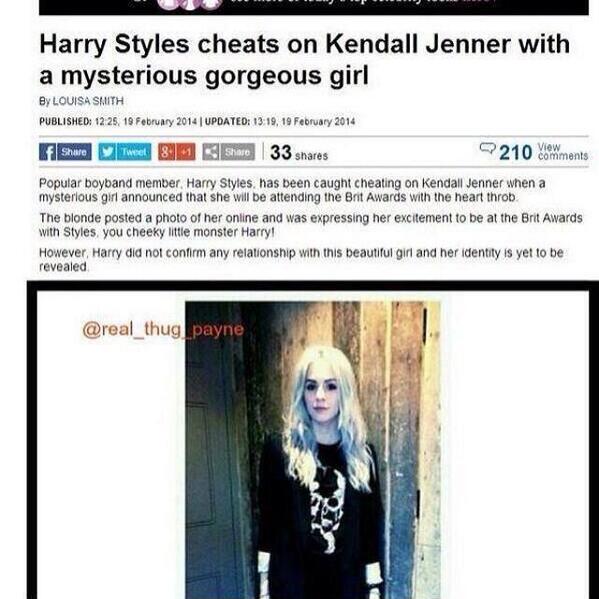 Harry Styles cheats on Kendall Jenner with
a mysterious gorgeous girl
By LOUISA SMITH
PUBLISHED: 12:25, 19 February 2014 | UPDATED: 13:19, 19 February 2014
f Share Tweet 8+ +1 Share 33 shares 210 View comments
Popular boyband member, Harry Styles, has been caught cheating on Kendall Jenner when a
mysterious girl announced that she will be attending the Brit Awards with the heart throb.
The blonde posted a photo of her online and was expressing her excitement to be at the Brit Awards
with Styles, you cheeky little monster Harry!
However, Harry did not confirm any relationship with this beautiful girl and her identity is yet to be
revealed.
@real_thug_payne